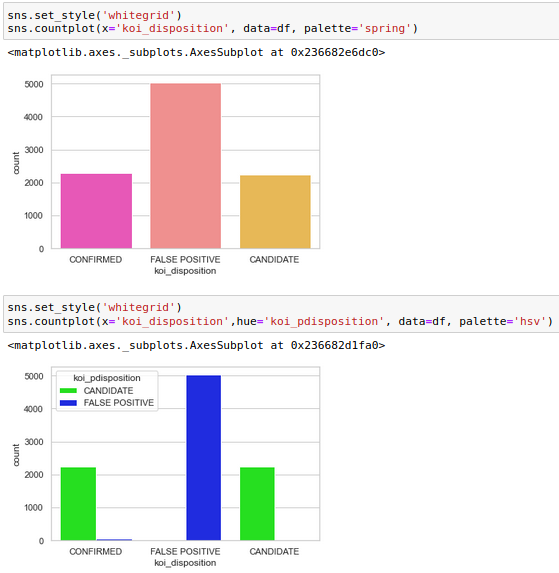 sns.set_style('whitegrid')
sns.countplot(x='koi_disposition', data=df, palette='spring')
<matplotlib.axes._subplots.AxesSubplot at 0x236682e6dc0>
5000
4000
3000
2000
1000
0
count
CONFIRMED FALSE POSITIVE CANDIDATE
koi_disposition
sns.set_style('whitegrid')
sns.countplot(x='koi_disposition',hue='koi_pdisposition', data=df, palette='hsv')
<matplotlib.axes._subplots.AxesSubplot at 0x236682d1fa0>
koi_pdisposition
CANDIDATE
FALSE POSITIVE
5000
4000
3000
2000
1000
0
count
CONFIRMED FALSE POSITIVE CANDIDATE
koi_disposition